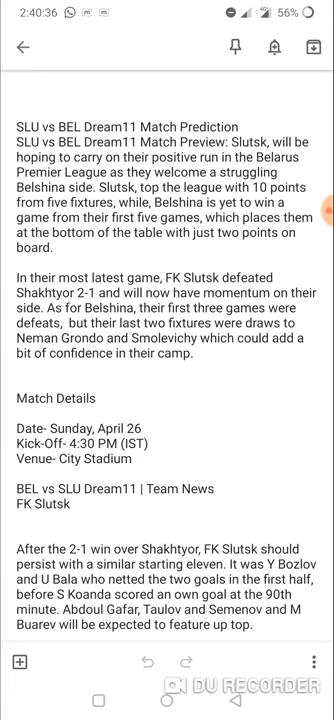 2:40:36
4G
56%
SLU vs BEL Dream11 Match Prediction
SLU vs BEL Dream11 Match Preview: Slutsk, will be
hoping to carry on their positive run in the Belarus
Premier League as they welcome a struggling
Belshina side. Slutsk, top the league with 10 points
from five fixtures, while, Belshina is yet to win a
game from their first five games, which places them
at the bottom of the table with just two points on
board.
In their most latest game, FK Slutsk defeated
Shakhtyor 2-1 and will now have momentum on their
side. As for Belshina, their first three games were
defeats,  but their last two fixtures were draws to
Neman Grondo and Smolevichy which could add a
bit of confidence in their camp.
Match Details
Date- Sunday, April 26
Kick-Off- 4:30 PM (IST)
Venue- City Stadium
BEL vs SLU Dream11 | Team News
FK Slutsk
After the 2-1 win over Shakhtyor, FK Slutsk should
persist with a similar starting eleven. It was Y Bozlov
and U Bala who netted the two goals in the first half,
before S Koanda scored an own goal at the 90th
minute. Abdoul Gafar, Taulov and Semenov and M
Buarev will be expected to feature up top.
DU RECORDER